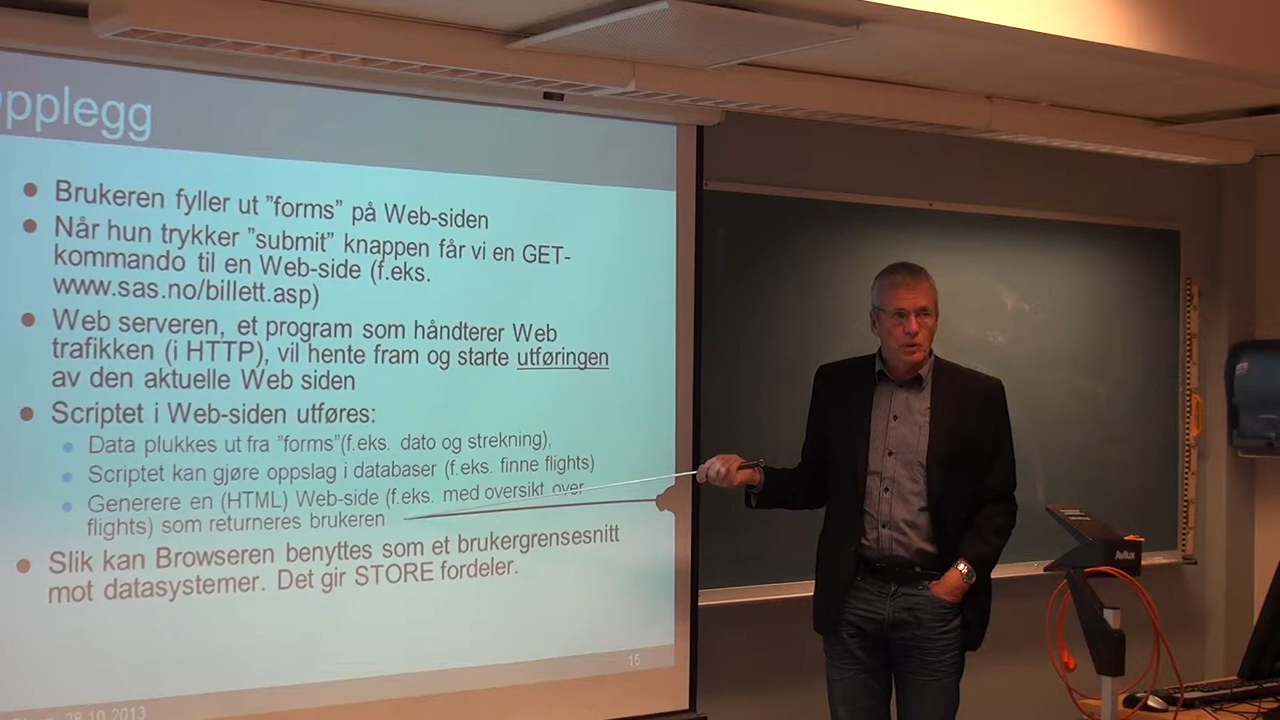 opplegg
Brukeren fyller ut ”forms” på Web-siden
Når hun trykker ”submit” knappen får vi en GET-
kommando til en Web-side (f.eks.
www.sas.no/billett.asp)
Web serveren, et program som håndterer Web
trafikken (i HTTP), vil hente fram og starte utføringen
av den aktuelle Web siden
Scriptet i Web-siden utføres:
Data plukkes ut fra ”forms”(f.eks. dato og strekning),
Scriptet kan gjøre oppslag i databaser (f.eks. finne flights)
Generere en (HTML) Web-side (f.eks. med oversikt over
flights) som returneres brukeren
Slik kan Browseren benyttes som et brukergrensesnitt
mot datasystemer. Det gir STORE fordeler.
15
28.10.2013